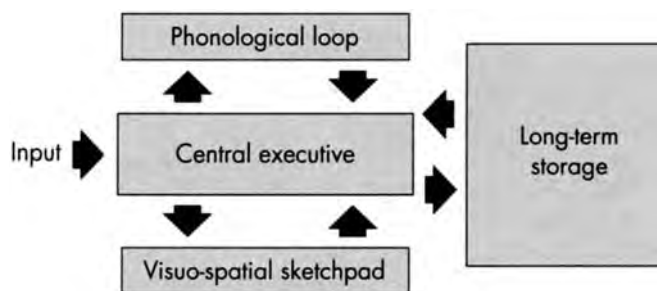 Phonological loop
Input
Central executive
Long-term
storage
Visuo-spatial sketchpad